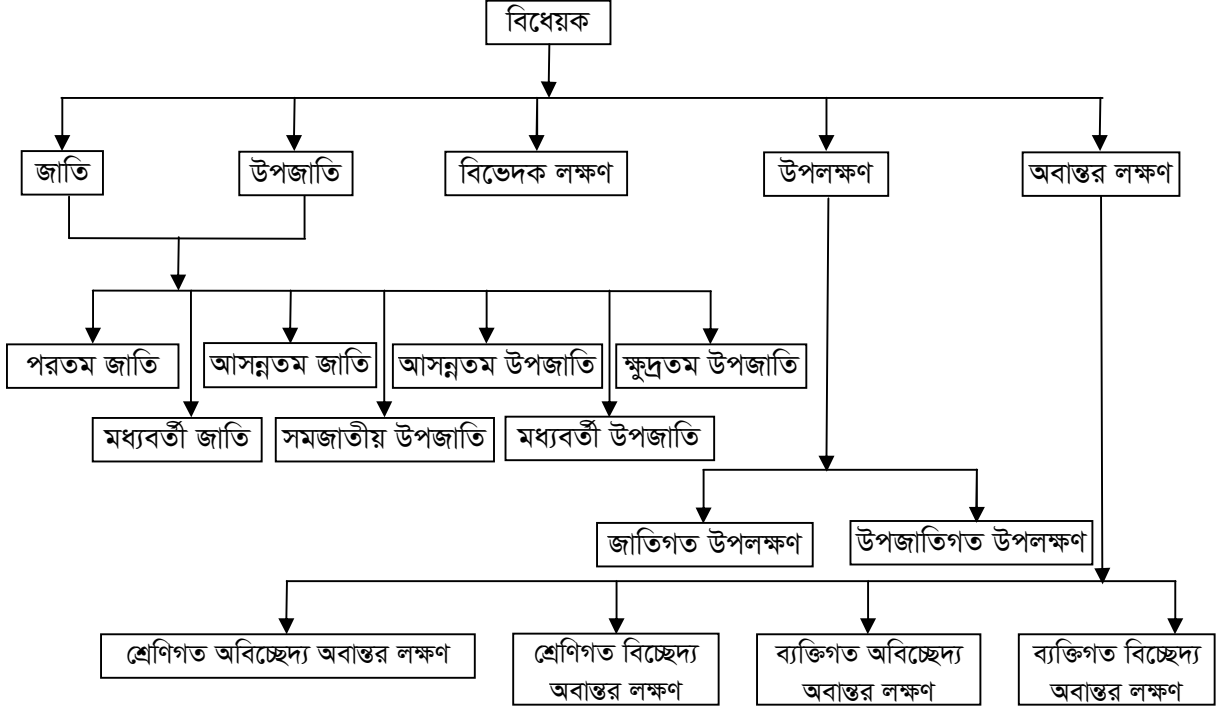 বিধেয়ক
জাতি
উপজাতি
বিভেদক লক্ষণ
উপলক্ষণ
অবান্তর লক্ষণ
পরতম জাতি
আসন্নতম জাতি
আসন্নতম উপজাতি
ক্ষুদ্রতম উপজাতি
মধ্যবর্তী জাতি
সমজাতীয় উপজাতি
মধ্যবর্তী উপজাতি
জাতিগত উপলক্ষণ
উপজাতিগত উপলক্ষণ
শ্রেণিগত অবিচ্ছেদ্য অবান্তর লক্ষণ
শ্রেণিগত বিচ্ছেদ্য
অবান্তর লক্ষণ
ব্যক্তিগত অবিচ্ছেদ্য
অবান্তর লক্ষণ
ব্যক্তিগত বিচ্ছেদ্য
অবান্তর লক্ষণ